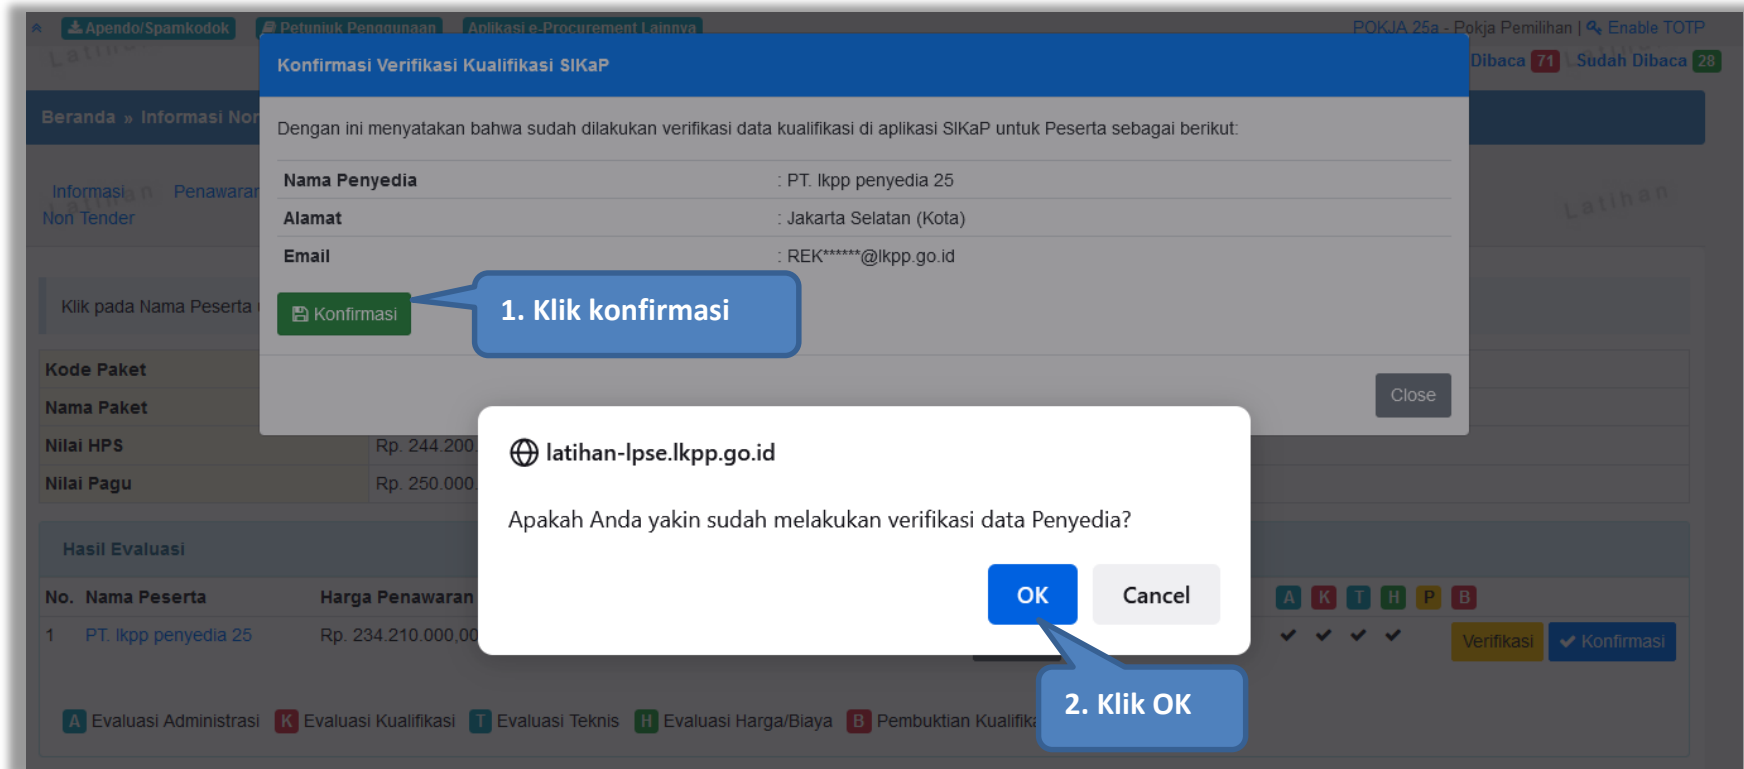 Apendo/Spamkodok Petunjuk Penggunaan Aplikasi e-Procurement Lainnya POKJA 25a - Pokja Pemilihan | Enable TOTP
Dibaca 71 Sudah Dibaca 28
Konfirmasi Verifikasi Kualifikasi SIKaP
Beranda » Informasi Non
Dengan ini menyatakan bahwa sudah dilakukan verifikasi data kualifikasi di aplikasi SIKaP untuk Peserta sebagai berikut:
Informasi Penawaran
Non Tender
Nama Penyedia : PT. lkpp penyedia 25
Alamat : Jakarta Selatan (Kota)
Email : REK******@lkpp.go.id
Latihan
Klik pada Nama Peserta
Konfirmasi
1. Klik konfirmasi
Close
Kode Paket
Nama Paket
Nilai HPS Rp. 244.200.
Nilai Pagu Rp. 250.000.
latihan-lpse.lkpp.go.id
Apakah Anda yakin sudah melakukan verifikasi data Penyedia?
OK Cancel
2. Klik OK
Hasil Evaluasi
No. Nama Peserta Harga Penawaran A K T H P B
1 PT. lkpp penyedia 25 Rp. 234.210.000,00 Verifikasi Konfirmasi
A Evaluasi Administrasi K Evaluasi Kualifikasi T Evaluasi Teknis H Evaluasi Harga/Biaya B Pembuktian Kualifika